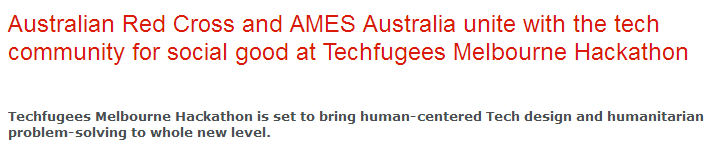 Australian Red Cross and AMES Australia unite with the tech
community for social good at Techfugees Melbourne Hackathon
Techfugees Melbourne Hackathon is set to bring human-centered Tech design and humanitarian
problem-solving to whole new level.